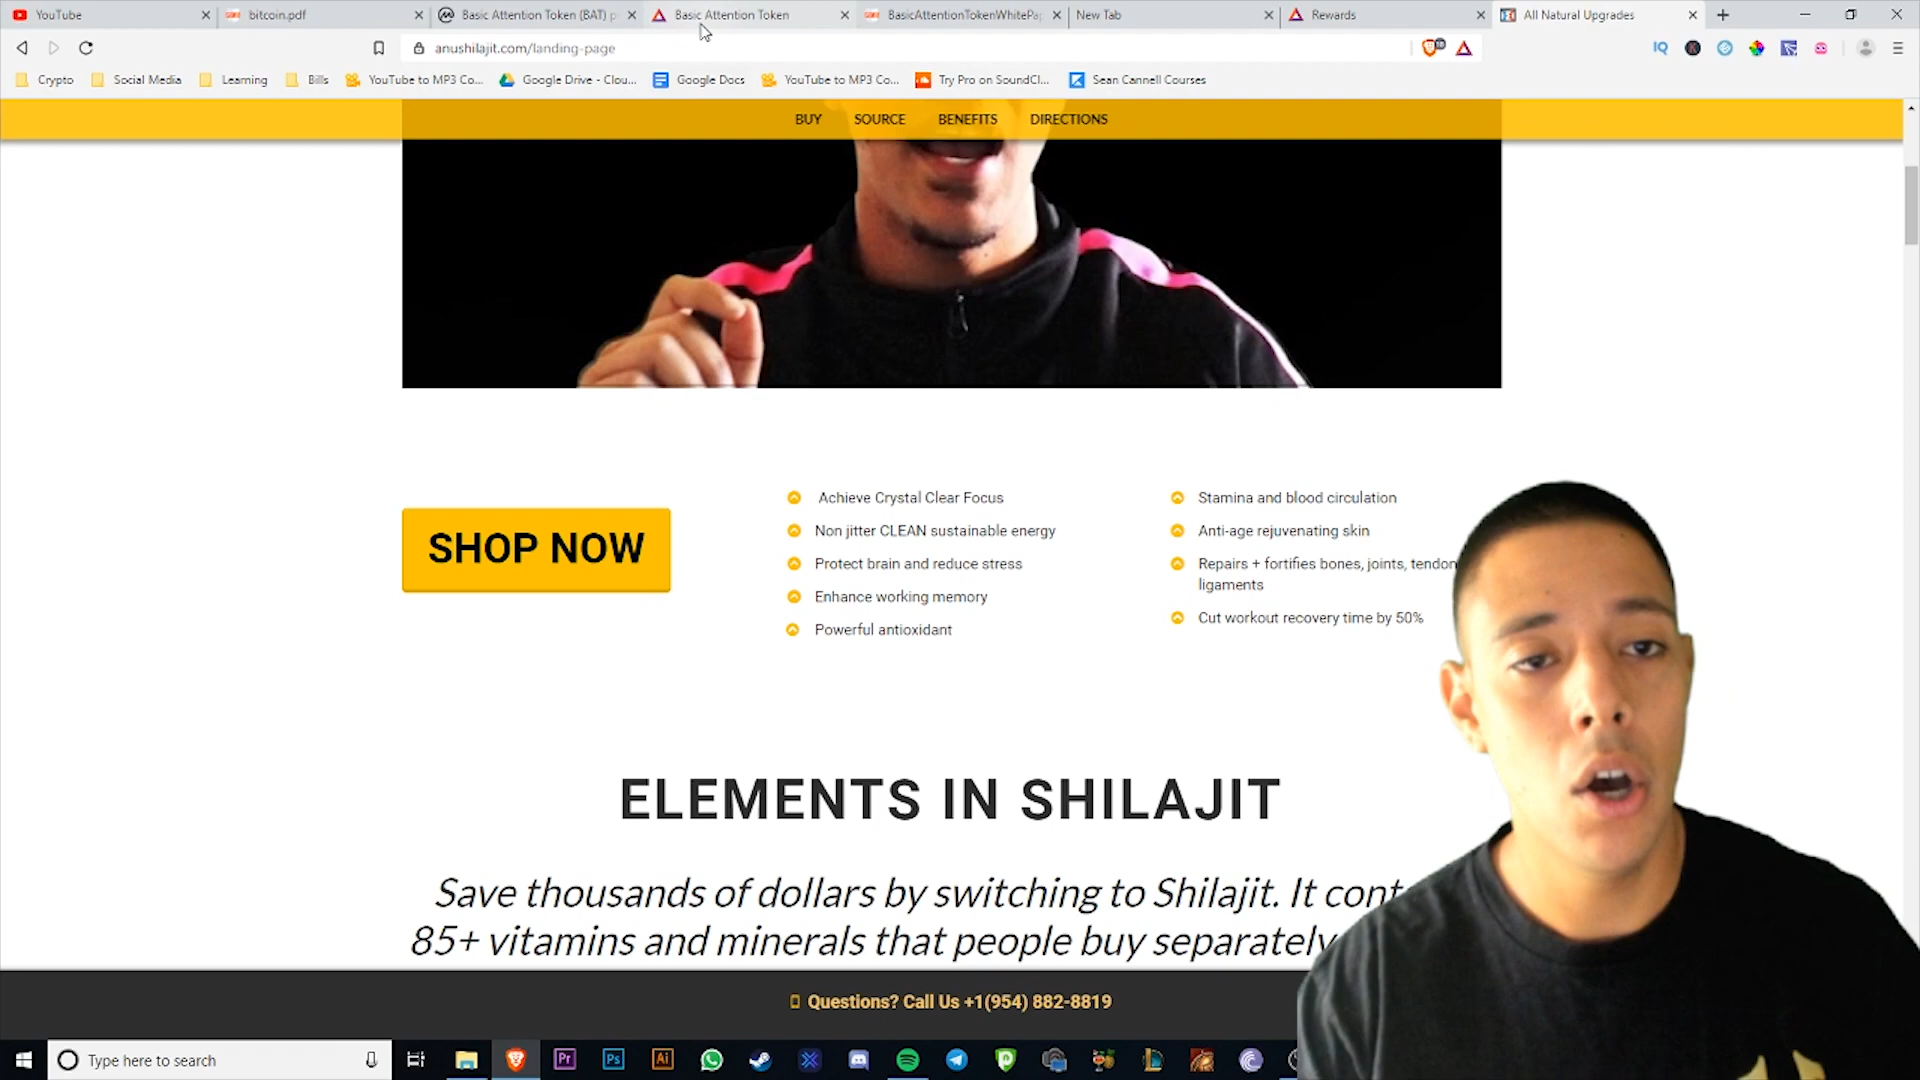 YouTube
bitcoin.pdf
Basic Attention Token (BAT) p
Basic Attention Token
BasicAttentionTokenWhitePap
New Tab
Rewards
All Natural Upgrades
anushilajit.com/landing-page
Crypto
Social Media
Learning
Bills
YouTube to MP3 Co...
Google Drive - Clou...
Google Docs
YouTube to MP3 Co...
Try Pro on SoundCl...
Sean Cannell Courses
BUY SOURCE BENEFITS DIRECTIONS
SHOP NOW
Achieve Crystal Clear Focus
Non jitter CLEAN sustainable energy
Protect brain and reduce stress
Enhance working memory
Powerful antioxidant
Stamina and blood circulation
Anti-age rejuvenating skin
Repairs + fortifies bones, joints, tendon
ligaments
Cut workout recovery time by 50%
ELEMENTS IN SHILAJIT
Save thousands of dollars by switching to Shilajit. It cont
85+ vitamins and minerals that people buy separately
Questions? Call Us +1(954) 882-8819
Type here to search
Pr
Ps
Ai